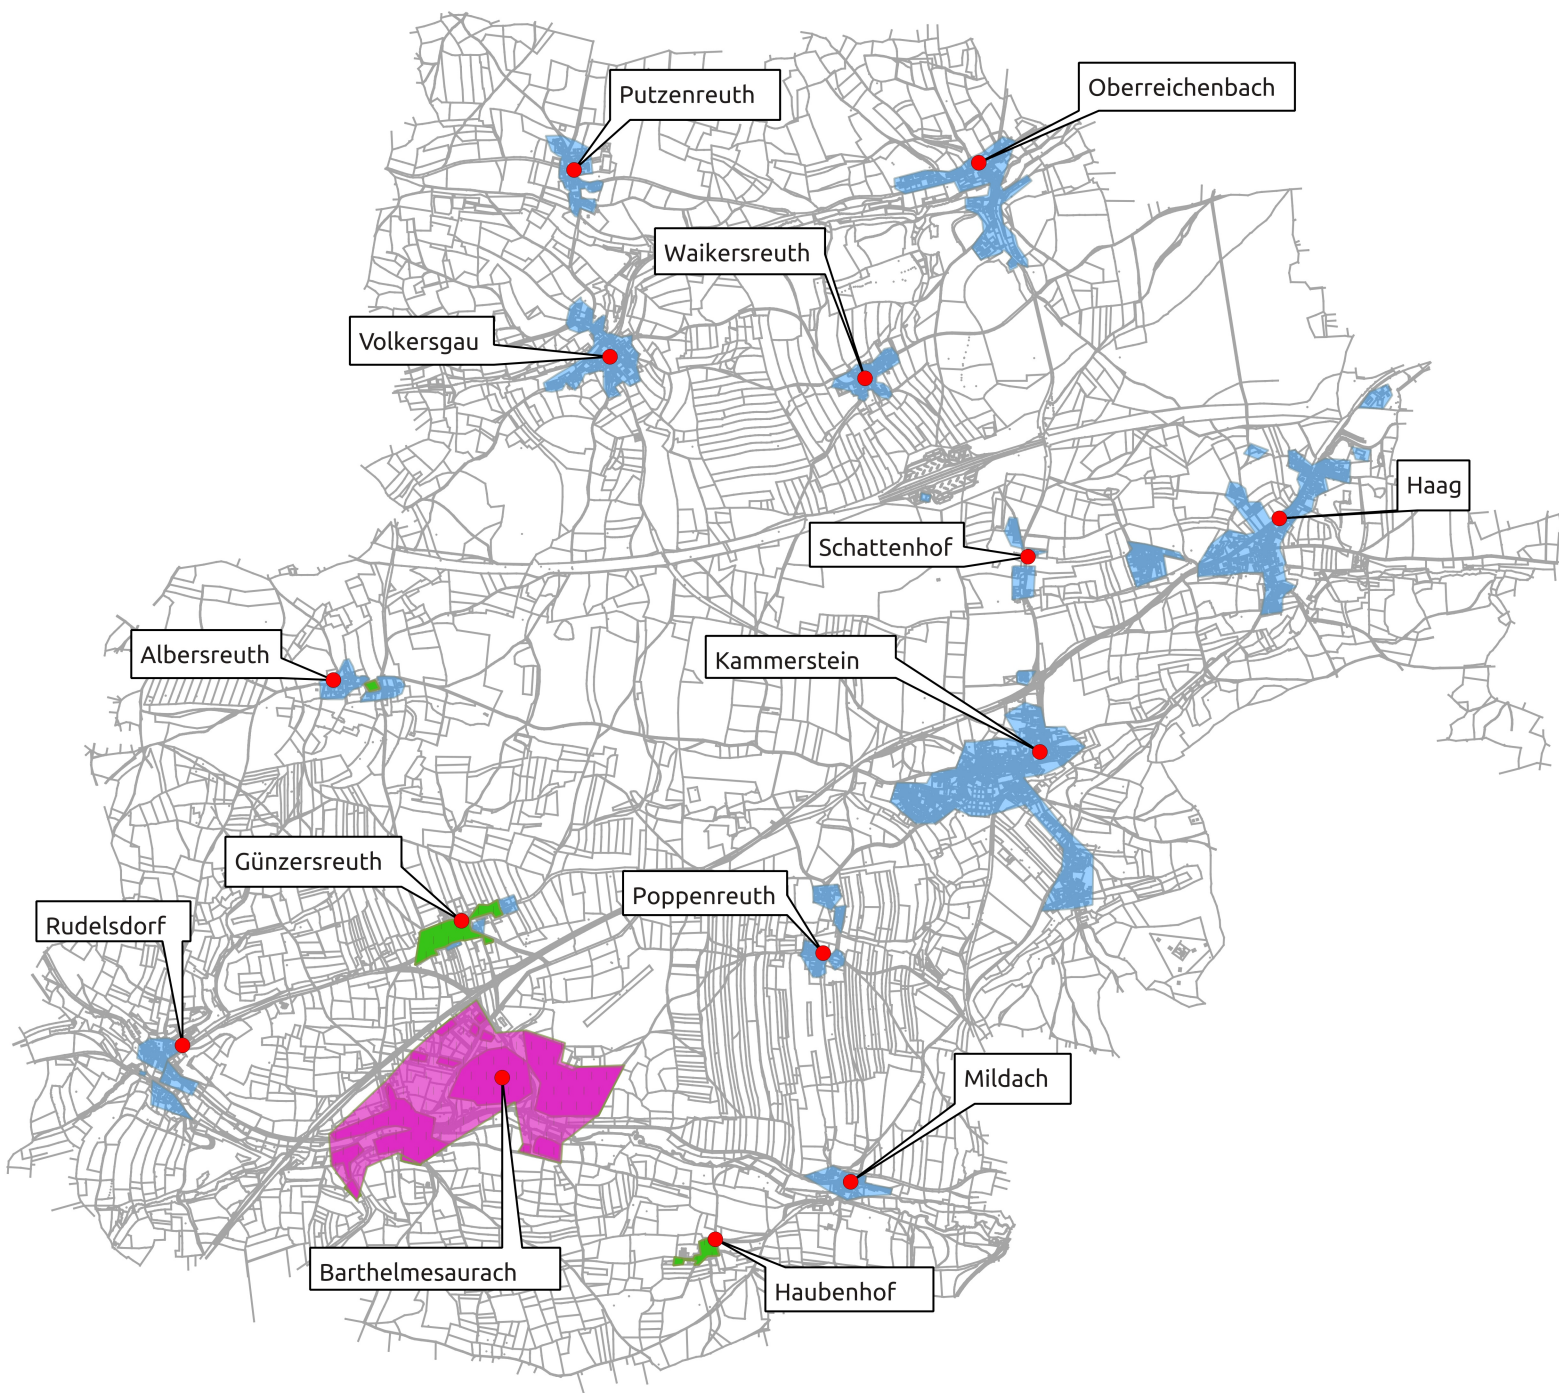 Oberreichenbach
Putzenreuth
Waikersreuth
Volkersgau
Haag
Schattenhof
Albersreuth
Kammerstein
Günzersreuth
Poppenreuth
Rudelsdorf
Mildach
Barthelmesaurach
Haubenhof